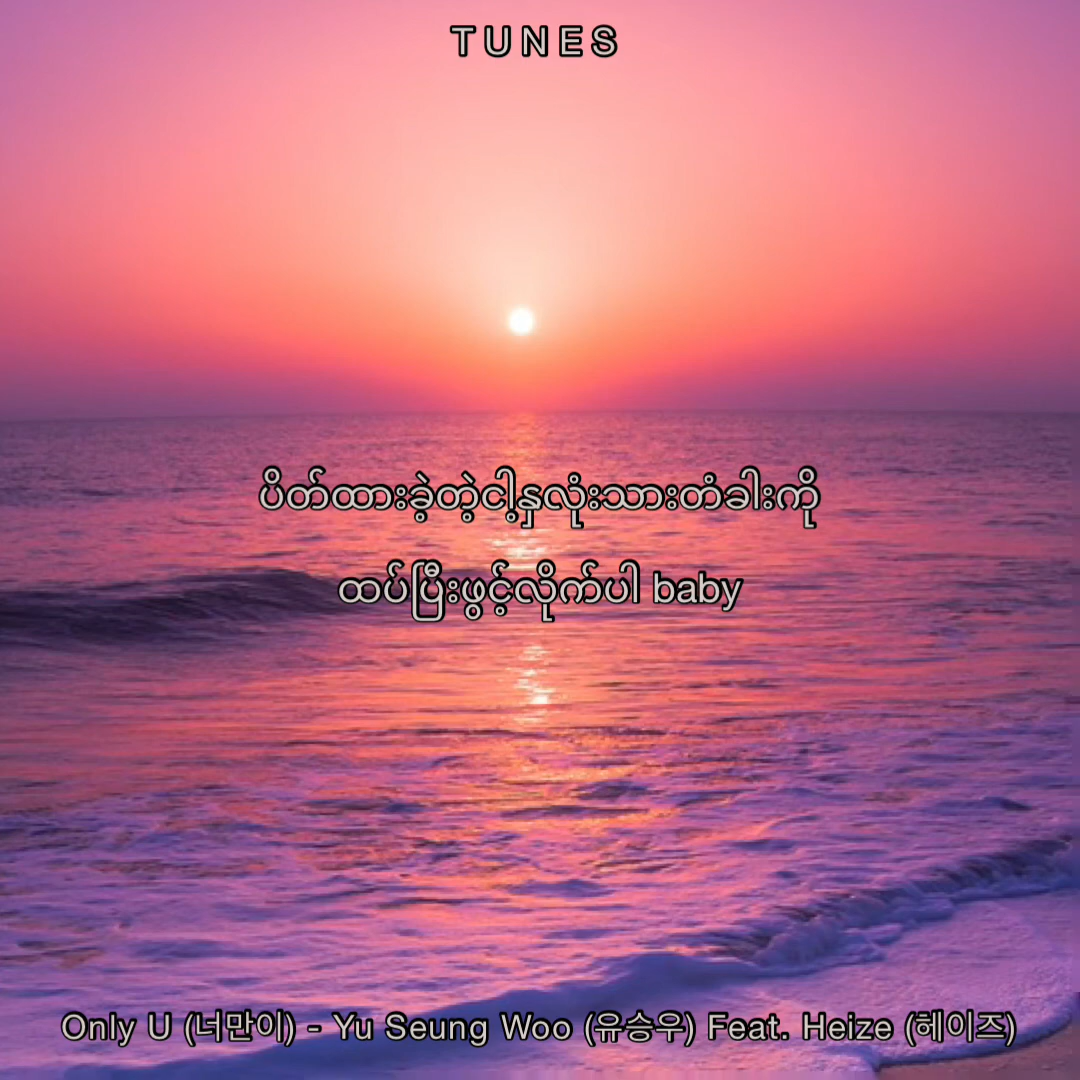 TUNES
ပိတ်ထားခဲ့တဲ့ငါ့နှလုံးသားတံခါးကို
ထပ်ပြီးဖွင့်လိုက်ပါ baby
Only U (너만이) - Yu Seung Woo (유승우) Feat. Heize (헤이즈)